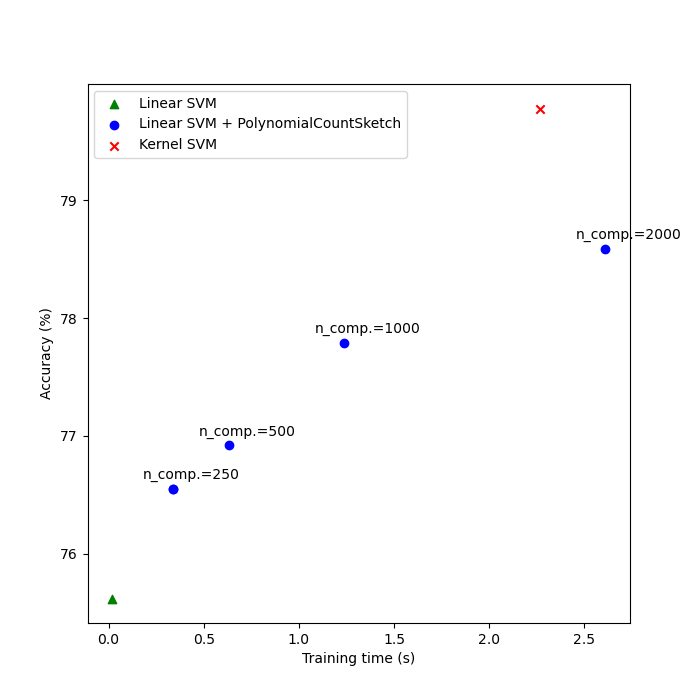 Linear SVM
Linear SVM + PolynomialCountSketch
Kernel SVM
n_comp.=2000
n_comp.=1000
n_comp.=500
n_comp.=250
79
78
77
76
Accuracy (%)
0.0 0.5 1.0 1.5 2.0 2.5
Training time (s)